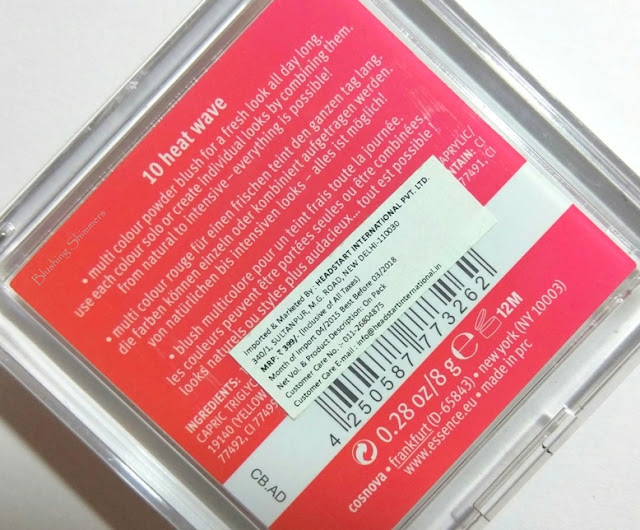 10 heat wave
• multi colour powder blush for a fresh look all day long.
use each colour solo or create individual looks by combining them.
from natural to intensive – everything is possible!
• multi colour rouge für einen frischen teint den ganzen tag lang.
die farben können einzeln oder kombiniert aufgetragen werden.
von natürlichen bis intensiven looks – alles ist möglich!
• blush multicolore pour un teint frais toute la journée.
les couleurs peuvent être portées seules ou être combinées
looks naturels ou styles plus audacieux... tout est possible
INGREDIENTS:
CAPRIC TRIGLYC
19140 YELLOW
77492, CI 77499
APRYLIC/
NTAIN: CI
77491, CI
Imported & Marketed By : HEADSTART INTERNATIONAL PVT. LTD.
340/1, SULTANPUR, M.G. ROAD, NEW DELHI-110030
MRP: ₹ 399/- (Inclusive of All Taxes)
Month of Import 04/2015 Best Before 03/2018
Net Vol. & Product Description: On Pack
Customer Care No. :- 011-26804875
Customer Care E-mail : info@headstartinternational.in
4 250587 773262
CB.AD
0.28 oz/8 g e 12M
cosnova • frankfurt (D-65843) • new york (NY 10003)
www.essence.eu • made in prc
Blushing Shimmers